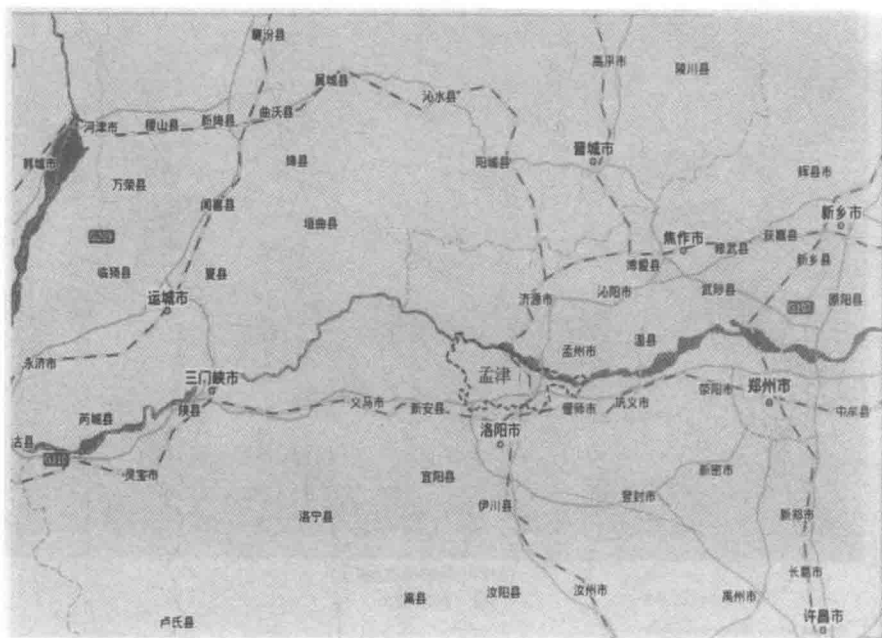 襄汾县
高平市
陵川县
翼城县
沁水县
河津市
稷山县
新绛县
曲沃县
韩城市
绛县
阳城县
晋城市
辉县市
万荣县
闻喜县
垣曲县
新乡市
焦作市
修武县
获嘉县
临猗县
夏县
博爱县
新乡县
运城市
济源市
沁阳市
武陟县
原阳县
永济市
孟州市
温县
三门峡市
孟津
芮城县
陕县
义马市
新安县
偃师市
巩义市
荥阳市
郑州市
中牟县
古县
洛阳市
灵宝市
宜阳县
登封市
新密市
洛宁县
伊川县
新郑市
嵩县
汝阳县
汝州市
禹州市
长葛市
卢氏县
许昌市